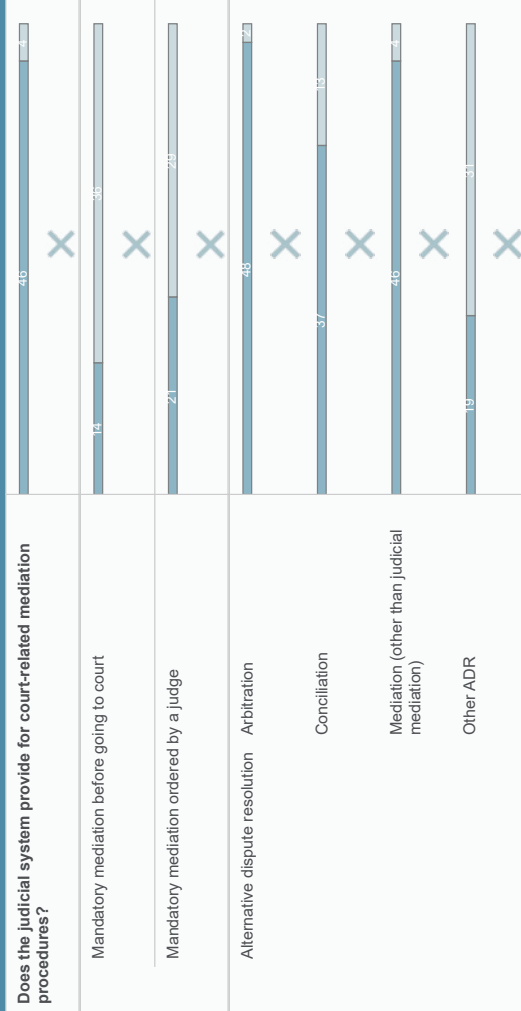 Does the judicial system provide for court-related mediation
procedures?
46
4
Mandatory mediation before going to court
14
36
Mandatory mediation ordered by a judge
21
29
Alternative dispute resolution
Arbitration
48
2
Conciliation
37
13
Mediation (other than judicial
mediation)
46
4
Other ADR
19
31